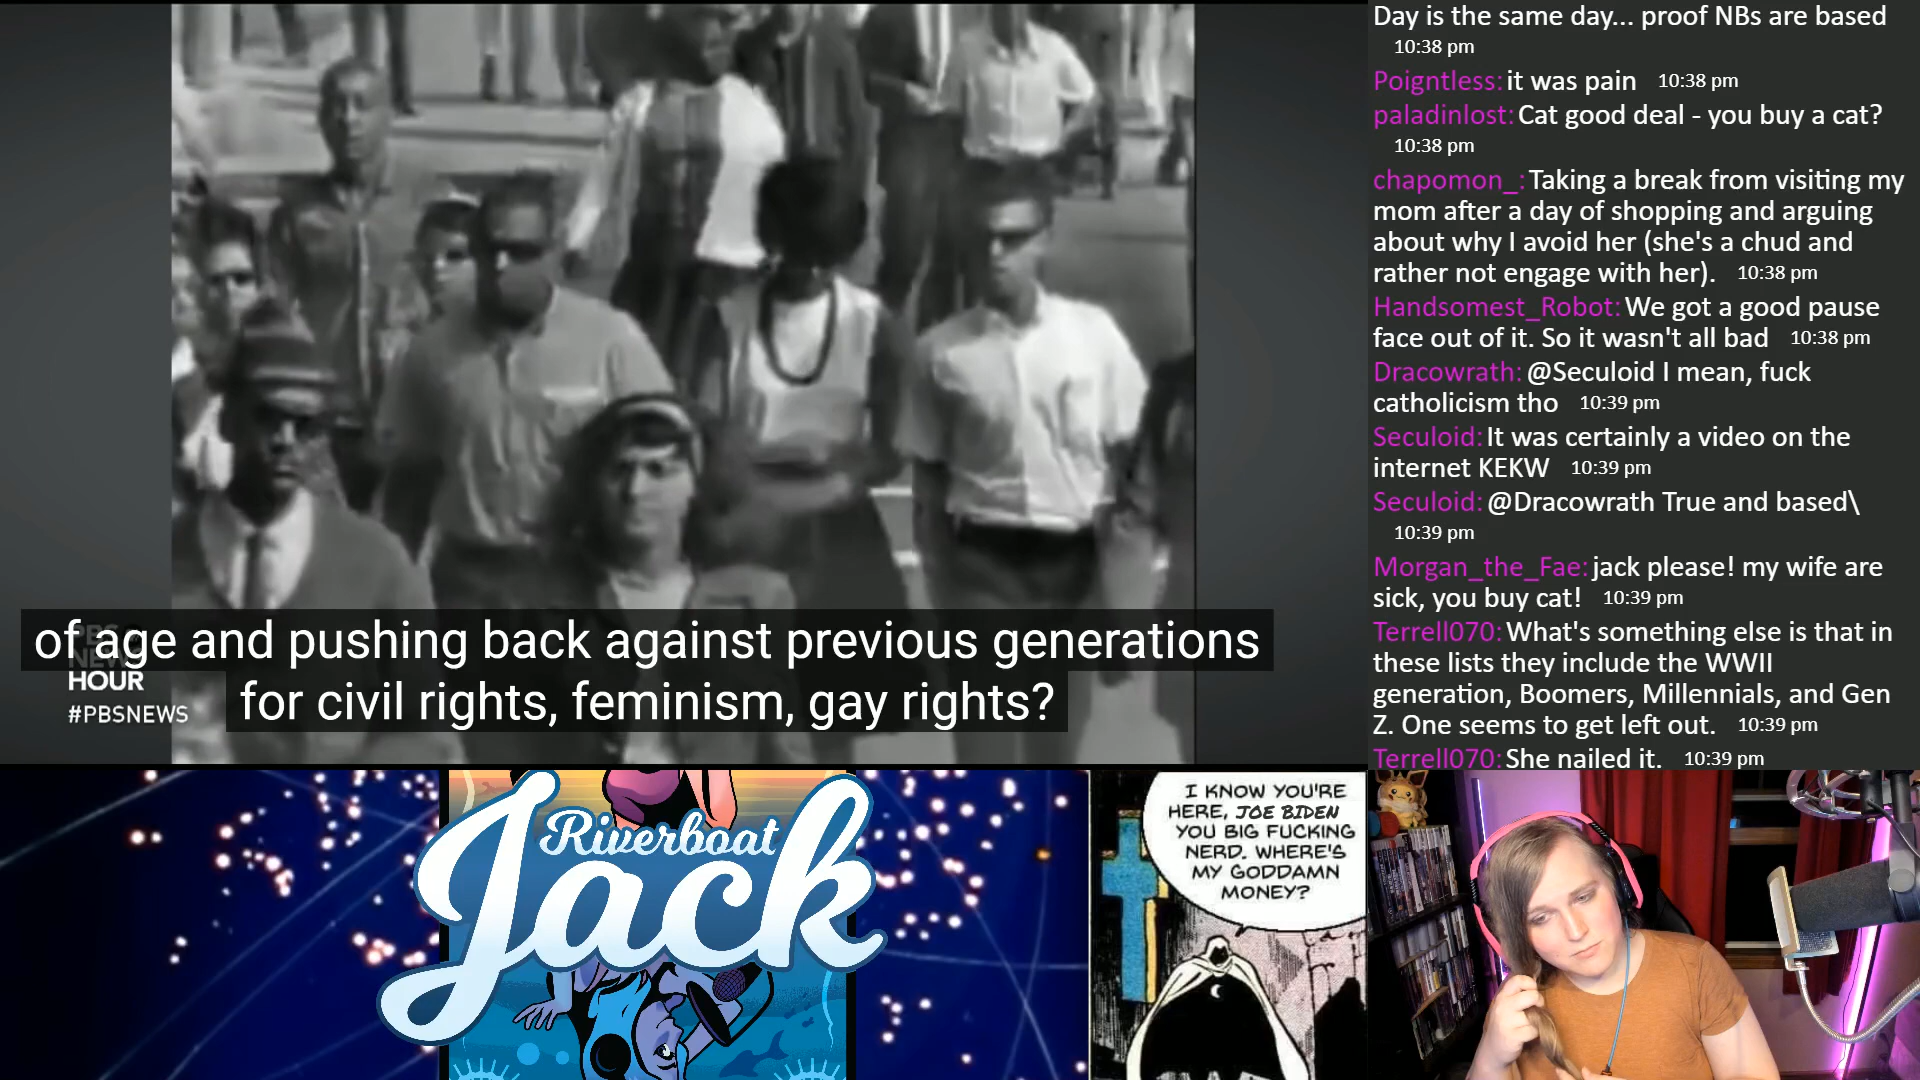 of age and pushing back against previous generations
for civil rights, feminism, gay rights?
PBS
NEWS
HOUR
#PBSNEWS
Day is the same day... proof NBs are based
10:38 pm
Poigntless: it was pain 10:38 pm
paladinlost: Cat good deal - you buy a cat?
10:38 pm
chapomon_: Taking a break from visiting my
mom after a day of shopping and arguing
about why I avoid her (she's a chud and
rather not engage with her). 10:38 pm
Handsomest_Robot: We got a good pause
face out of it. So it wasn't all bad 10:38 pm
Dracowrath: @Seculoid I mean, fuck
catholicism tho 10:39 pm
Seculoid: It was certainly a video on the
internet KEKW 10:39 pm
Seculoid: @Dracowrath True and based\
10:39 pm
Morgan_the_Fae: jack please! my wife are
sick, you buy cat! 10:39 pm
Terrell070: What's something else is that in
these lists they include the WWII
generation, Boomers, Millennials, and Gen
Z. One seems to get left out. 10:39 pm
Terrell070: She nailed it. 10:39 pm
Riverboat
Jack
I KNOW YOU'RE
HERE, JOE BIDEN
YOU BIG FUCKING
NERD. WHERE'S
MY GODDAMN
MONEY?